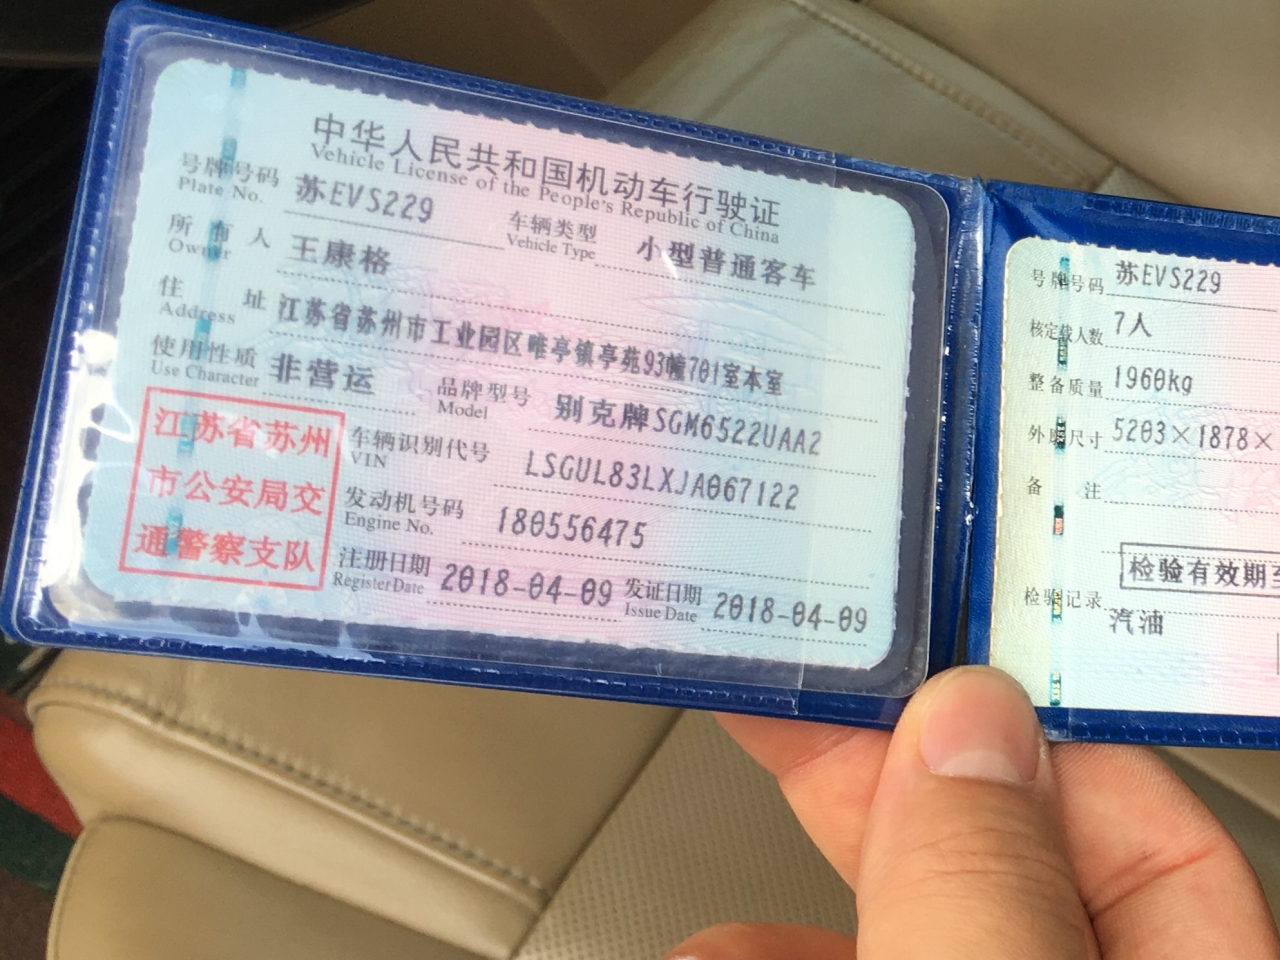 中华人民共和国机动车行驶证
Vehicle License of the People's Republic of China
号牌号码 苏EVS229 车辆类型 小型普通客车
Plate No. Vehicle Type
所有人 王康格
Owner
住址 江苏省苏州市工业园区唯亭镇亭苑93幢701室本室
Address
使用性质 非营运 品牌型号 别克牌SGM6522UAA2
Use Character Model
江苏省苏州
市公安局交
通警察支队
车辆识别代号 LSGUL83LXJA067122
VIN
发动机号码 180556475
Engine No.
注册日期 2018-04-09 发证日期 2018-04-09
Register Date Issue Date
号牌号码 苏EVS229
核定载人数 7人
整备质量 1960kg
外廓尺寸 5203×1878×
备注
检验有效期至
检验记录
汽油